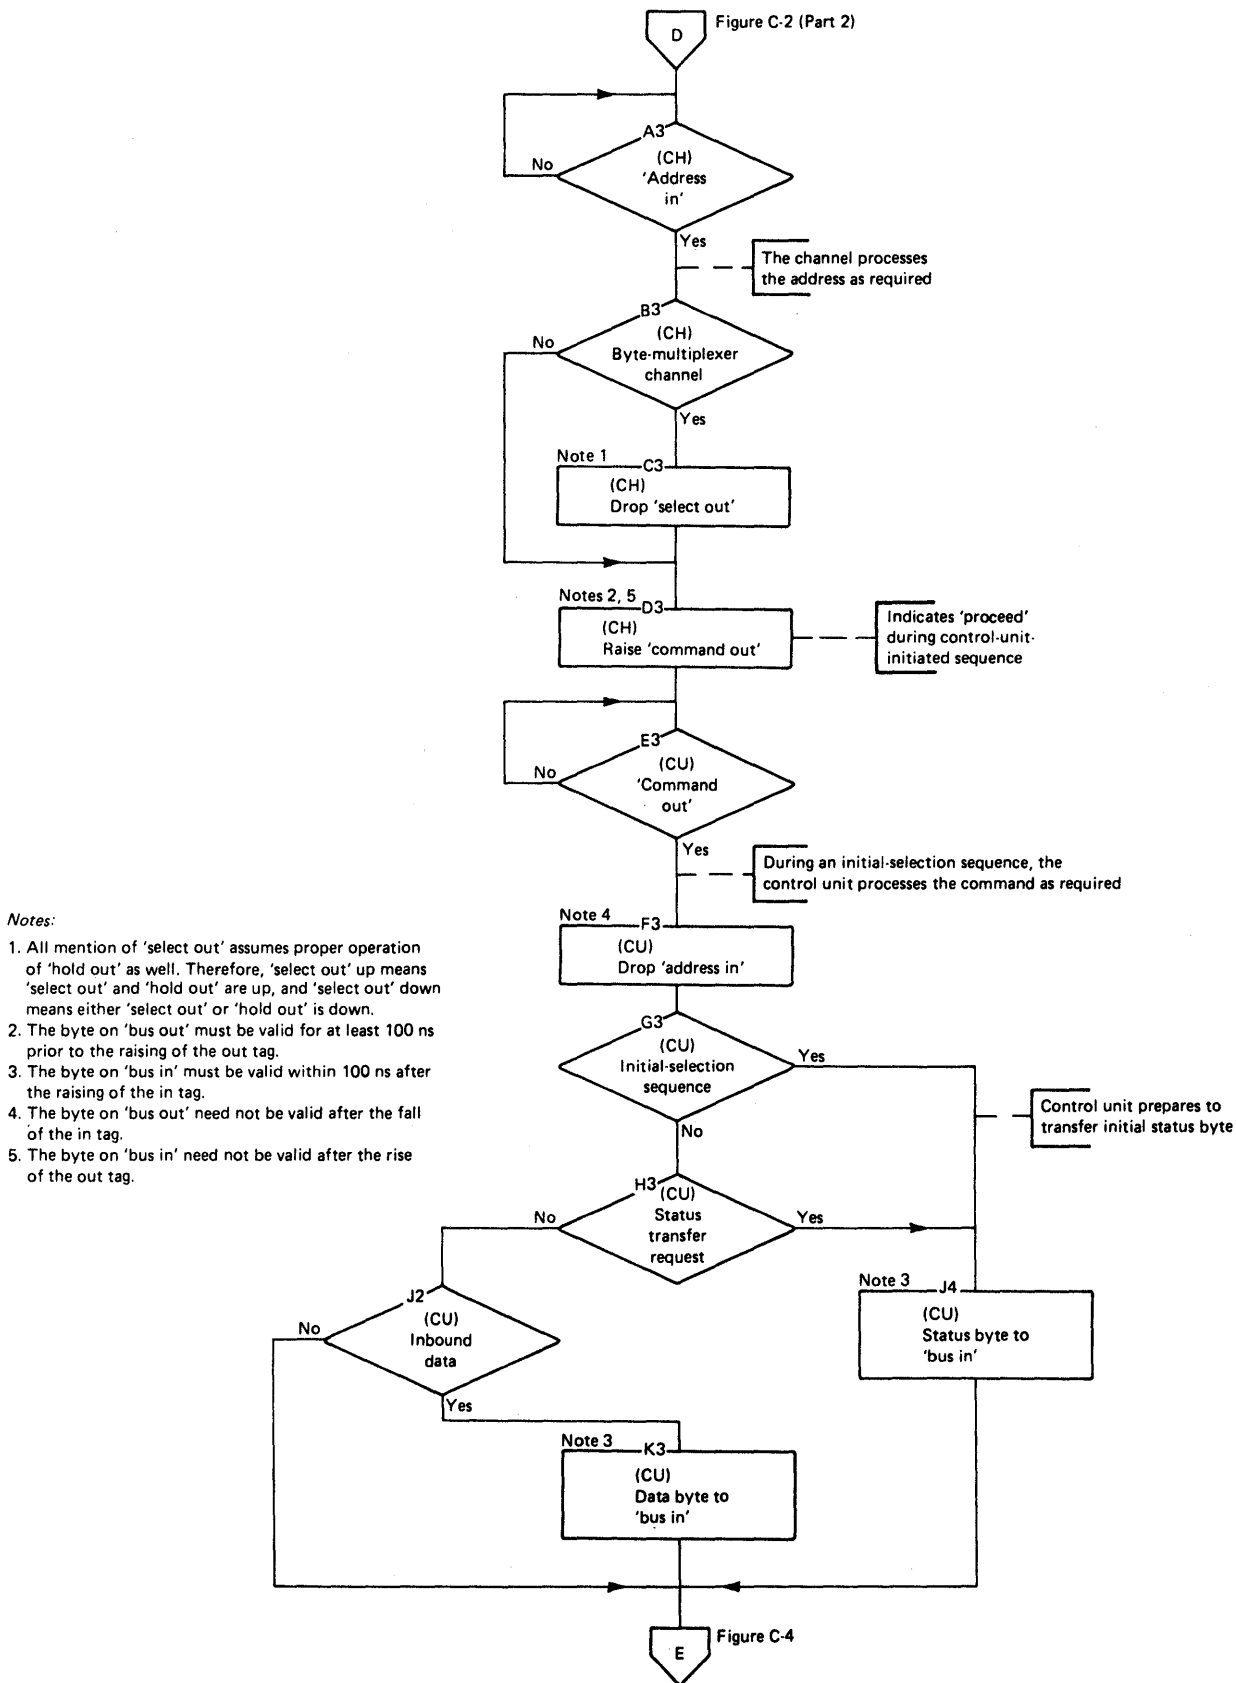 D
Figure C-2 (Part 2)
A3
(CH)
'Address
in'
No
Yes
The channel processes
the address as required
B3
(CH)
Byte-multiplexer
channel
No
Yes
Note 1
C3
(CH)
Drop 'select out'
Notes 2, 5
D3
(CH)
Raise 'command out'
Indicates 'proceed'
during control-unit-
initiated sequence
E3
(CU)
'Command
out'
No
Yes
During an initial-selection sequence, the
control unit processes the command as required
Note 4
F3
(CU)
Drop 'address in'
G3
(CU)
Initial-selection
sequence
Yes
No
Control unit prepares to
transfer initial status byte
H3
(CU)
Status
transfer
request
No
Yes
J2
(CU)
Inbound
data
No
Yes
Note 3
J4
(CU)
Status byte to
'bus in'
Note 3
K3
(CU)
Data byte to
'bus in'
E
Figure C-4
Notes:
1. All mention of 'select out' assumes proper operation
of 'hold out' as well. Therefore, 'select out' up means
'select out' and 'hold out' are up, and 'select out' down
means either 'select out' or 'hold out' is down.
2. The byte on 'bus out' must be valid for at least 100 ns
prior to the raising of the out tag.
3. The byte on 'bus in' must be valid within 100 ns after
the raising of the in tag.
4. The byte on 'bus out' need not be valid after the fall
of the in tag.
5. The byte on 'bus in' need not be valid after the rise
of the out tag.